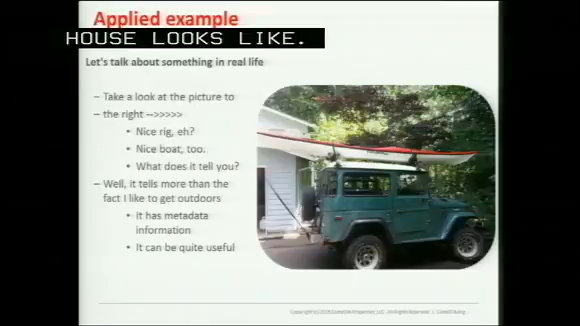 Applied example
HOUSE LOOKS LIKE.
Let's talk about something in real life
– Take a look at the picture to
– the right -->>>>>
• Nice rig, eh?
• Nice boat, too.
• What does it tell you?
– Well, it tells more than the
fact I like to get outdoors
• It has metadata
information
• It can be quite useful